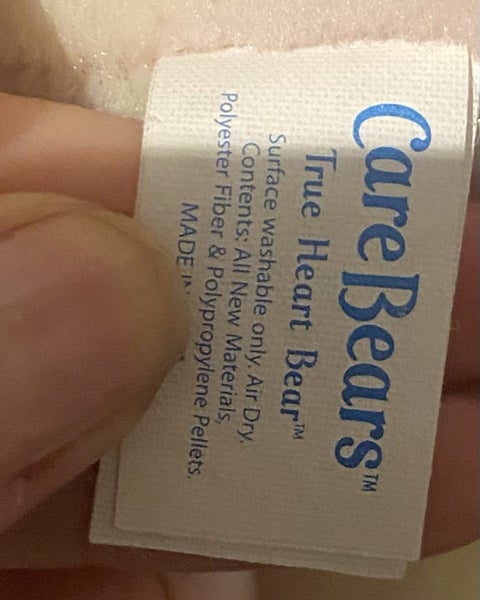 Care Bears™
True Heart Bear™
Surface washable only. Air Dry.
Contents: All New Materials,
Polyester Fiber & Polypropylene Pellets.
MADE IN